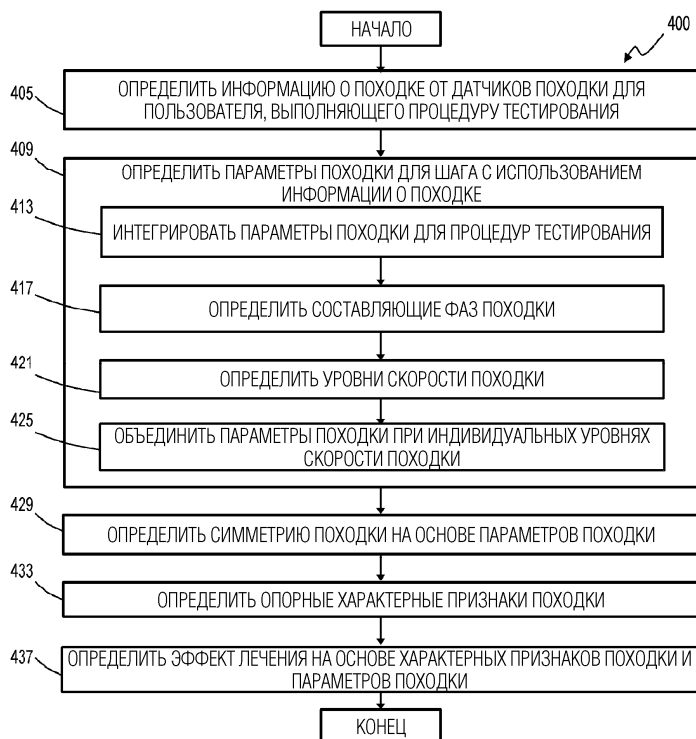 НАЧАЛО
400
405
ОПРЕДЕЛИТЬ ИНФОРМАЦИЮ О ПОХОДКЕ ОТ ДАТЧИКОВ ПОХОДКИ ДЛЯ
ПОЛЬЗОВАТЕЛЯ, ВЫПОЛНЯЮЩЕГО ПРОЦЕДУРУ ТЕСТИРОВАНИЯ
409
ОПРЕДЕЛИТЬ ПАРАМЕТРЫ ПОХОДКИ ДЛЯ ШАГА С ИСПОЛЬЗОВАНИЕМ
ИНФОРМАЦИИ О ПОХОДКЕ
413
ИНТЕГРИРОВАТЬ ПАРАМЕТРЫ ПОХОДКИ ДЛЯ ПРОЦЕДУР ТЕСТИРОВАНИЯ
417
ОПРЕДЕЛИТЬ СОСТАВЛЯЮЩИЕ ФАЗ ПОХОДКИ
421
ОПРЕДЕЛИТЬ УРОВНИ СКОРОСТИ ПОХОДКИ
425
ОБЪЕДИНИТЬ ПАРАМЕТРЫ ПОХОДКИ ПРИ ИНДИВИДУАЛЬНЫХ УРОВНЯХ
СКОРОСТИ ПОХОДКИ
429
ОПРЕДЕЛИТЬ СИММЕТРИЮ ПОХОДКИ НА ОСНОВЕ ПАРАМЕТРОВ ПОХОДКИ
433
ОПРЕДЕЛИТЬ ОПОРНЫЕ ХАРАКТЕРНЫЕ ПРИЗНАКИ ПОХОДКИ
437
ОПРЕДЕЛИТЬ ЭФФЕКТ ЛЕЧЕНИЯ НА ОСНОВЕ ХАРАКТЕРНЫХ ПРИЗНАКОВ ПОХОДКИ И
ПАРАМЕТРОВ ПОХОДКИ
КОНЕЦ